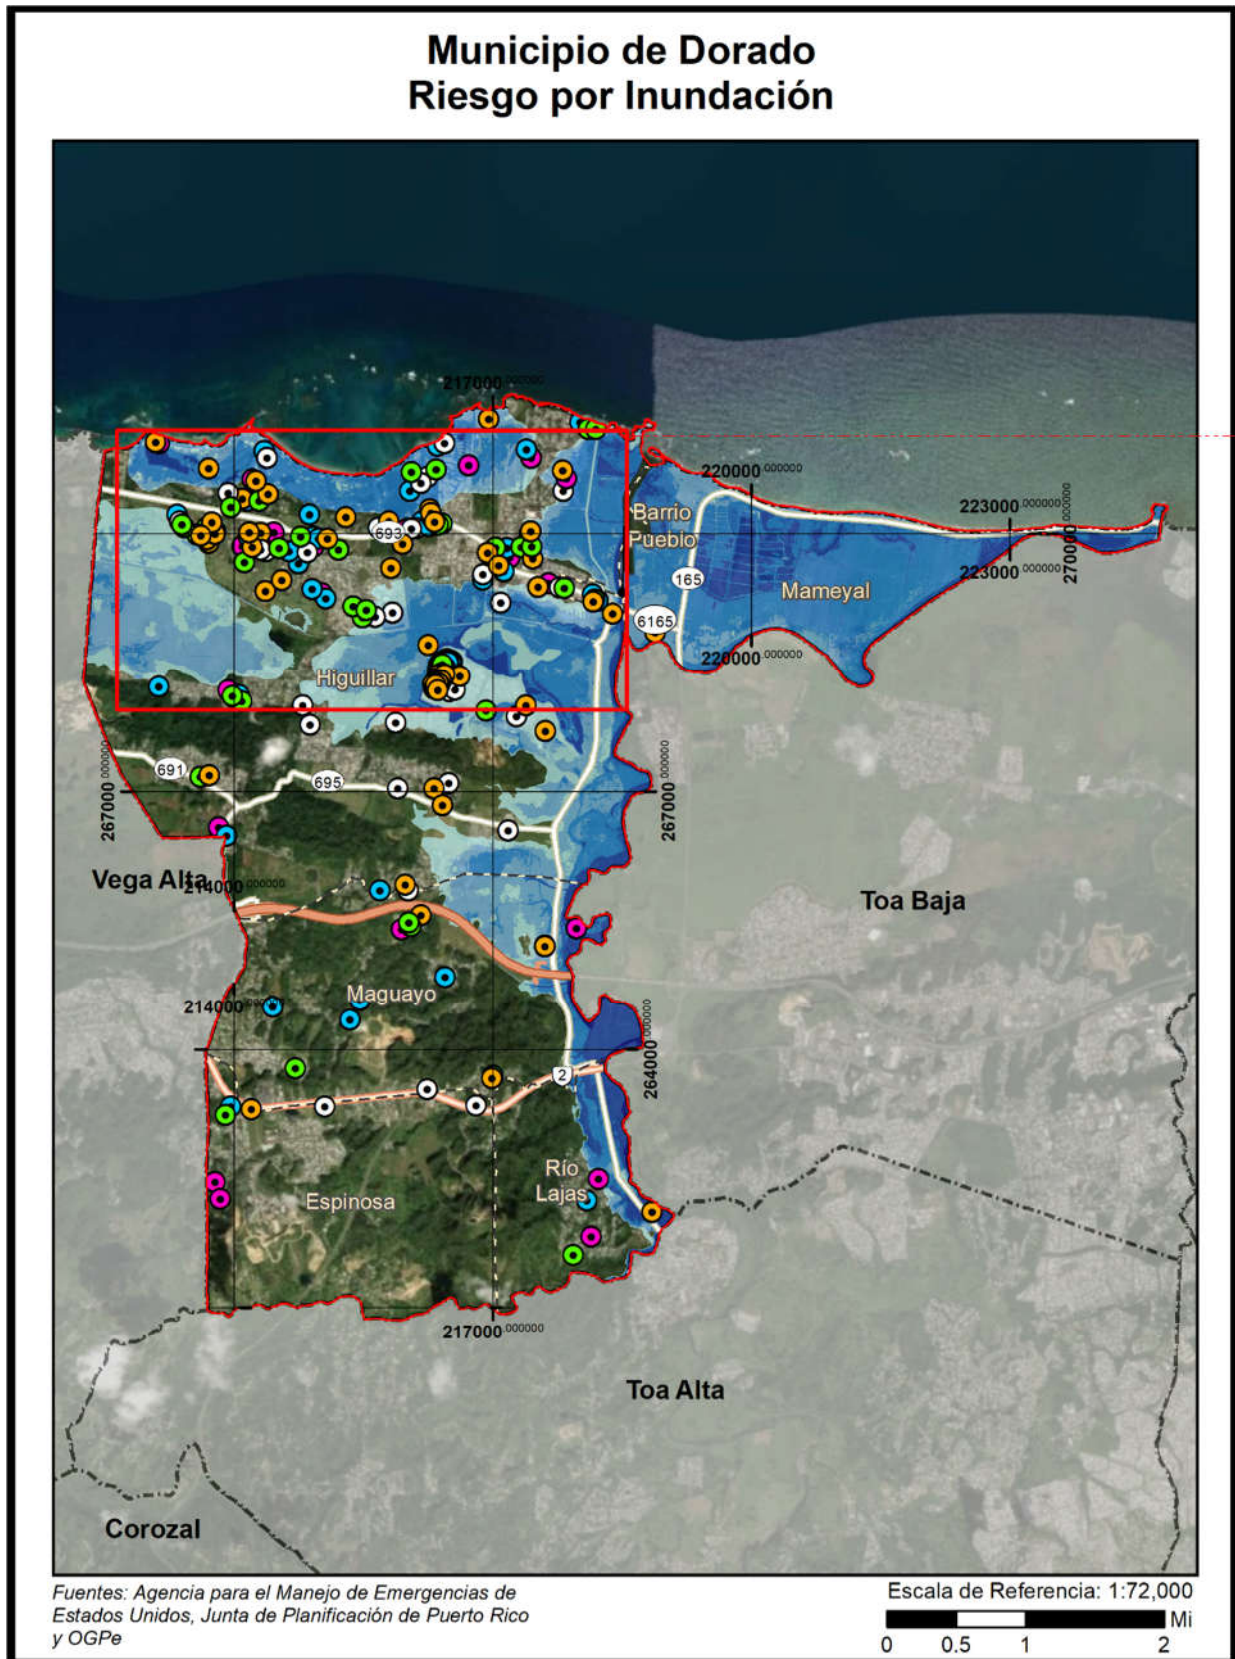 Municipio de Dorado
Riesgo por Inundación
217000.000000
220000.000000
223000.000000
270000.000000
Barrio
Pueblo
693
165
223000.000000
Mameyal
6165
220000.000000
Higuillar
691
695
267000.000000
267000.000000
Vega Alta
214000.000000
Toa Baja
Maguayo
214000.000000
264000.000000
2
Río
Lajas
Espinosa
217000.000000
Toa Alta
Corozal
Fuentes: Agencia para el Manejo de Emergencias de
Estados Unidos, Junta de Planificación de Puerto Rico
y OGPe
Escala de Referencia: 1:72,000
Mi
0 0.5 1 2